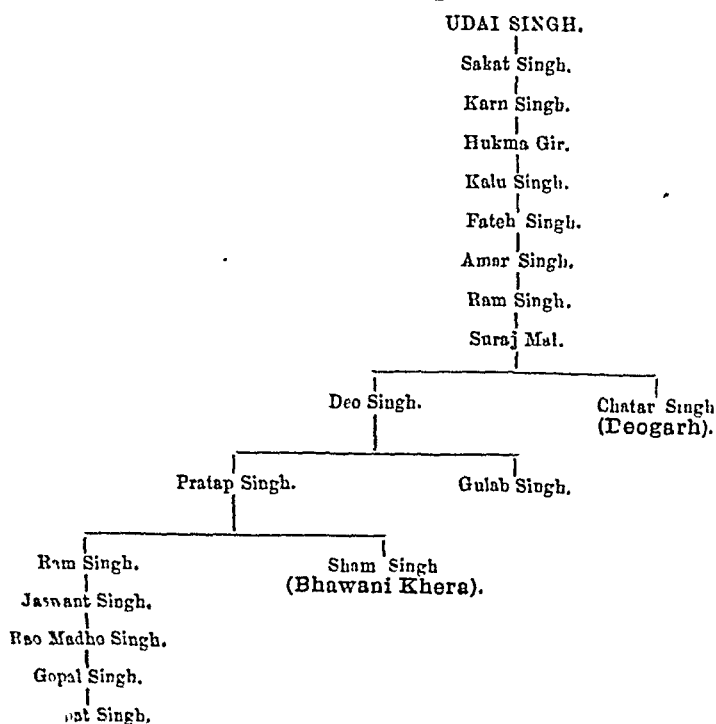 UDAI SINGH.
Sakat Singh.
Karn Singh.
Hukma Gir.
Kalu Singh.
Fateh Singh.
Amar Singh.
Ram Singh.
Suraj Mal.
Deo Singh.
Chatar Singh
(Deogarh).
Pratap Singh.
Gulab Singh.
Ram Singh.
Sham Singh
(Bhawani Khera).
Jaswant Singh.
Rao Madho Singh.
Gopal Singh.
Singh.